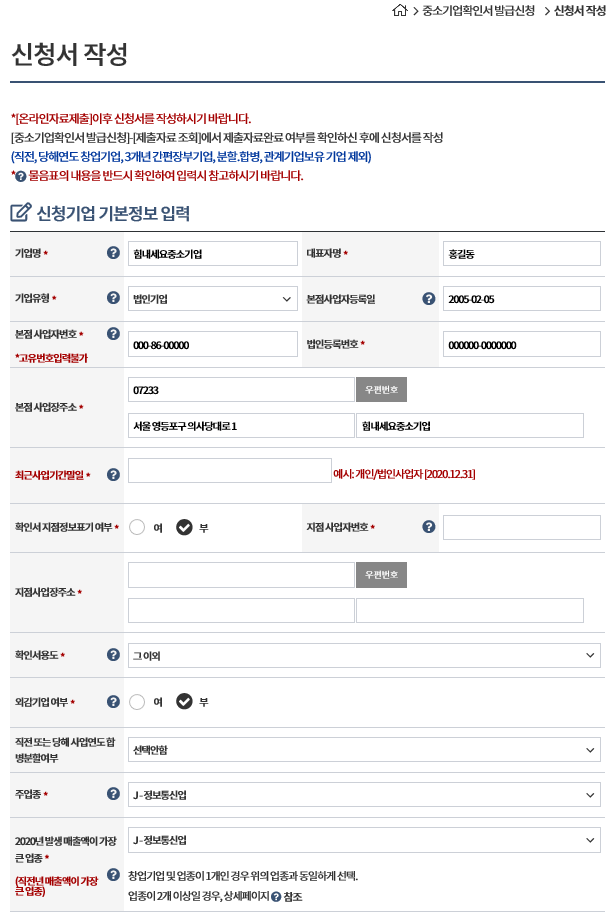 > 중소기업확인서 발급신청 > 신청서 작성
신청서 작성
*[온라인자료제출]이후 신청서를 작성하시기 바랍니다.
[중소기업확인서 발급신청]-[제출자료 조회]에서 제출자료완료 여부를 확인하신 후에 신청서를 작성
(직전, 당해연도 창업기업, 3개년 간편장부기업, 분할.합병, 관계기업보유 기업 제외)
*? 물음표의 내용을 반드시 확인하여 입력시 참고하시기 바랍니다.
신청기업 기본정보 입력
기업명 * ? 힘내세요중소기업 대표자명 * 홍길동
기업유형 * ? 법인기업 본점사업자등록일 ? 2005-02-05
본점 사업자번호 * ? 000-86-00000 법인등록번호 * 000000-0000000
*고유번호입력불가
본점 사업장주소 * 07233 우편번호
서울 영등포구 의사당대로 1 힘내세요중소기업
최근사업기간말일 * ? 예시: 개인/법인사업자 [2020.12.31]
확인서 지점정보표기 여부 * 여 부 지점 사업자번호 * ?
지점사업장주소 * 우편번호
확인서용도 * ? 그 이외
외감기업 여부 * ? 여 부
직전 또는 당해 사업연도 합
병분할여부 선택안함
주업종 * ? J - 정보통신업
2020년 발생 매출액이 가장
큰 업종 * J - 정보통신업
(직전년 매출액이 가장
큰 업종) ? 창업기업 및 업종이 1개인 경우 위의 업종과 동일하게 선택.
업종이 2개 이상일 경우, 상세페이지 ? 참조